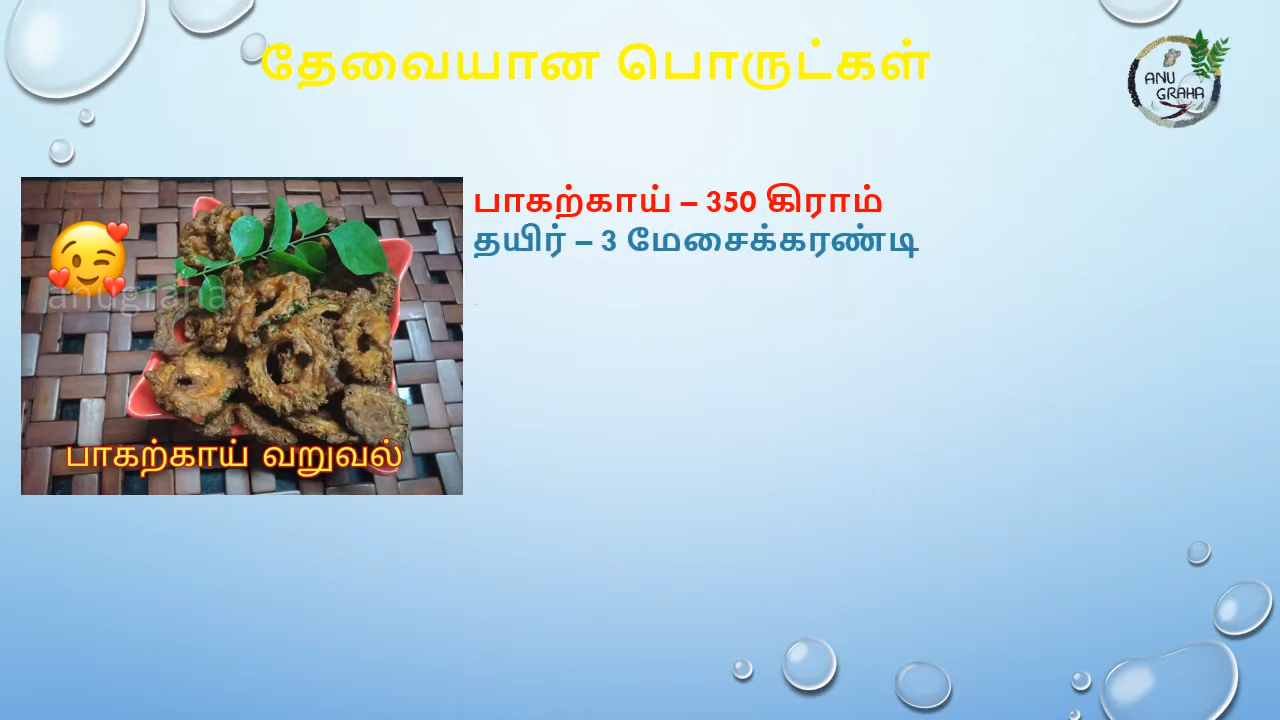 தேவையான பொருட்கள்
ANU
GRAHA
பாகற்காய் – 350 கிராம்
தயிர் – 3 மேசைக்கரண்டி
anugraha
பாகற்காய் வறுவல்